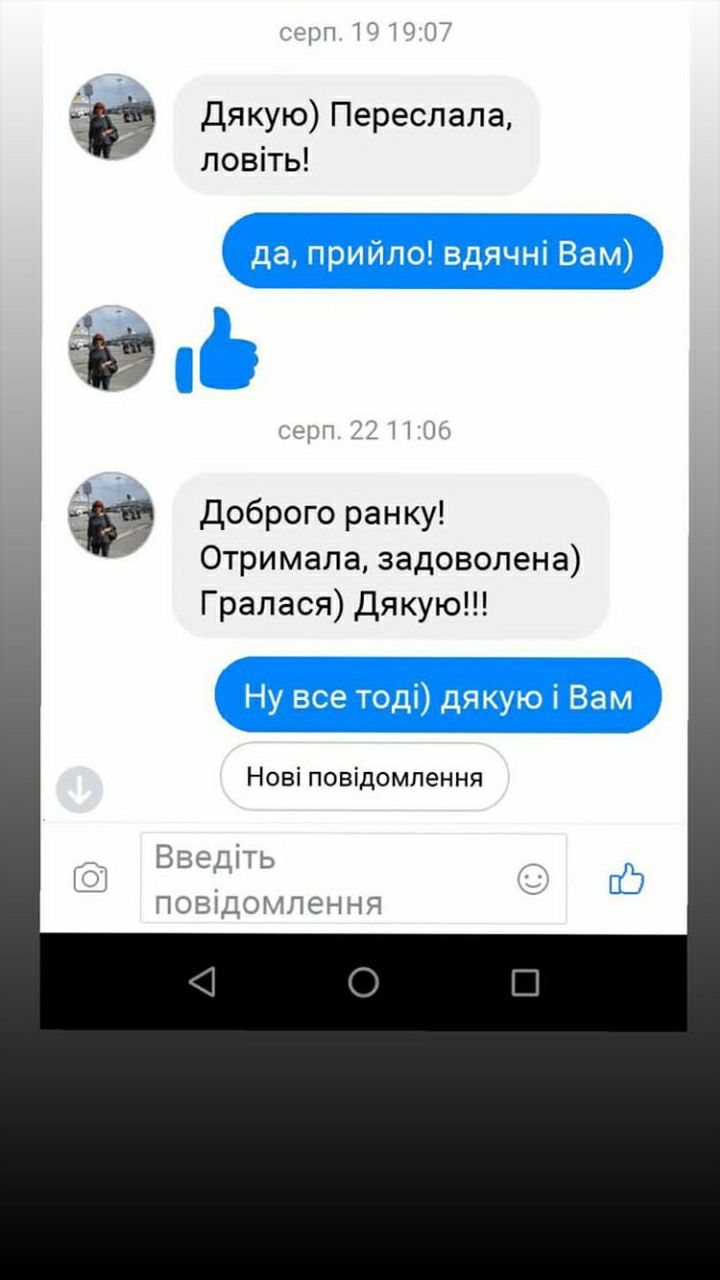 серп. 19 19:07
Дякую) Переслала,
ловіть!
да, прийло! вдячні Вам)
серп. 22 11:06
Доброго ранку!
Отримала, задоволена)
Гралася) Дякую!!!
Ну все тоді) дякую і Вам
Нові повідомлення
Введіть
повідомлення